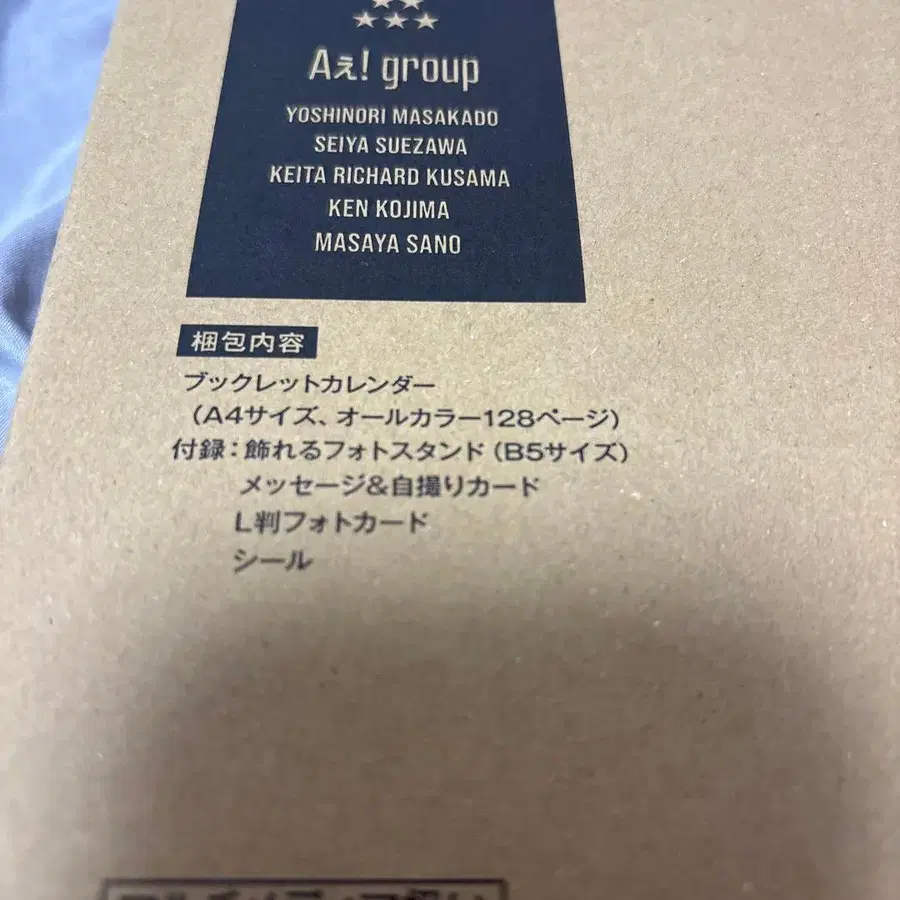 Aぇ! group
YOSHINORI MASAKADO
SEIYA SUEZAWA
KEITA RICHARD KUSAMA
KEN KOJIMA
MASAYA SANO
梱包内容
ブックレットカレンダー
（A4サイズ、オールカラー128ページ）
付録：飾れるフォトスタンド（B5サイズ）
メッセージ&自撮りカード
L判フォトカード
シール